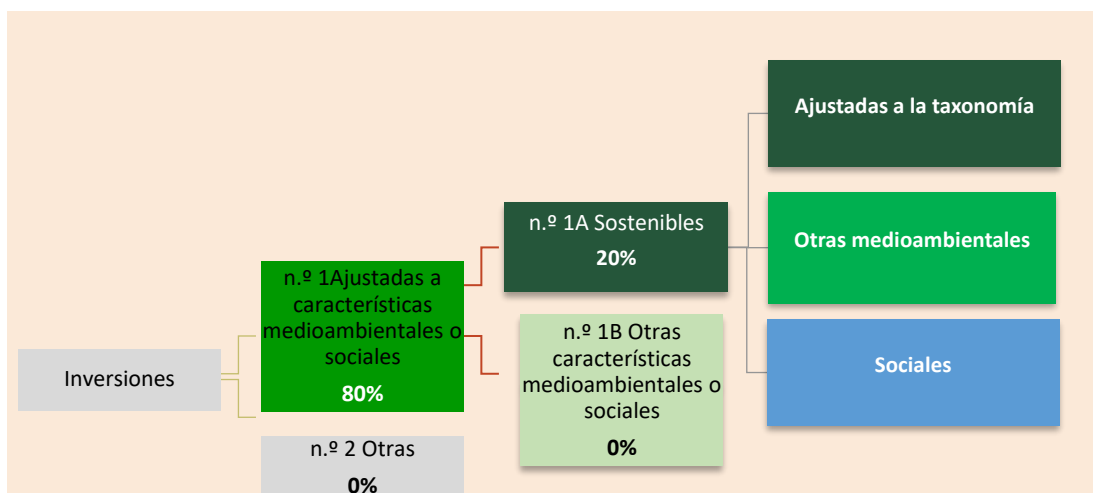 Inversiones
n.º 1Ajustadas a
características
medioambientales o
sociales
80%
n.º 2 Otras
0%
n.º 1A Sostenibles
20%
n.º 1B Otras
características
medioambientales o
sociales
0%
Ajustadas a la taxonomía
Otras medioambientales
Sociales